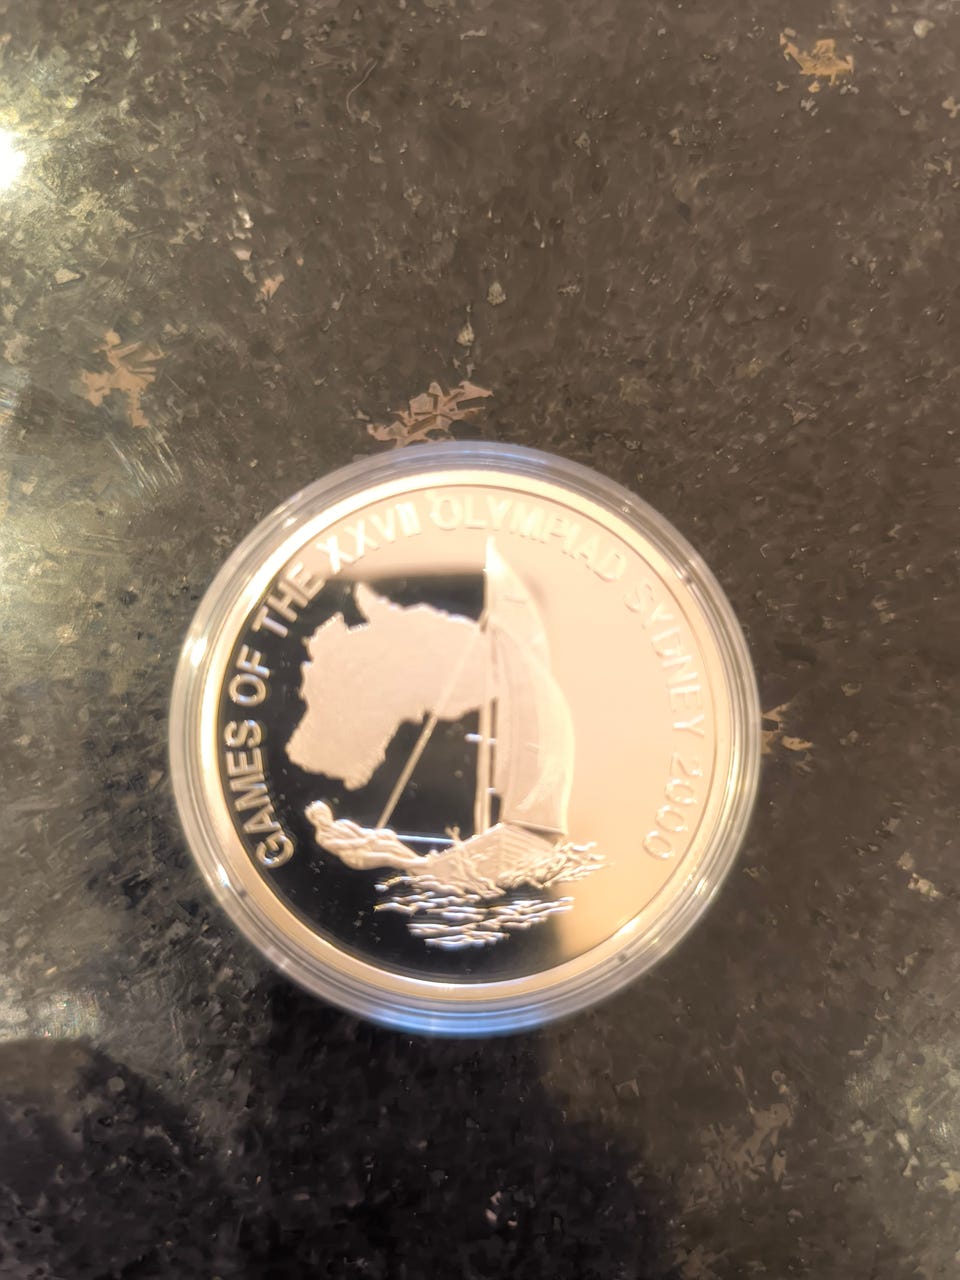 GAMES OF THE XXVII OLYMPIAD SYDNEY 2000